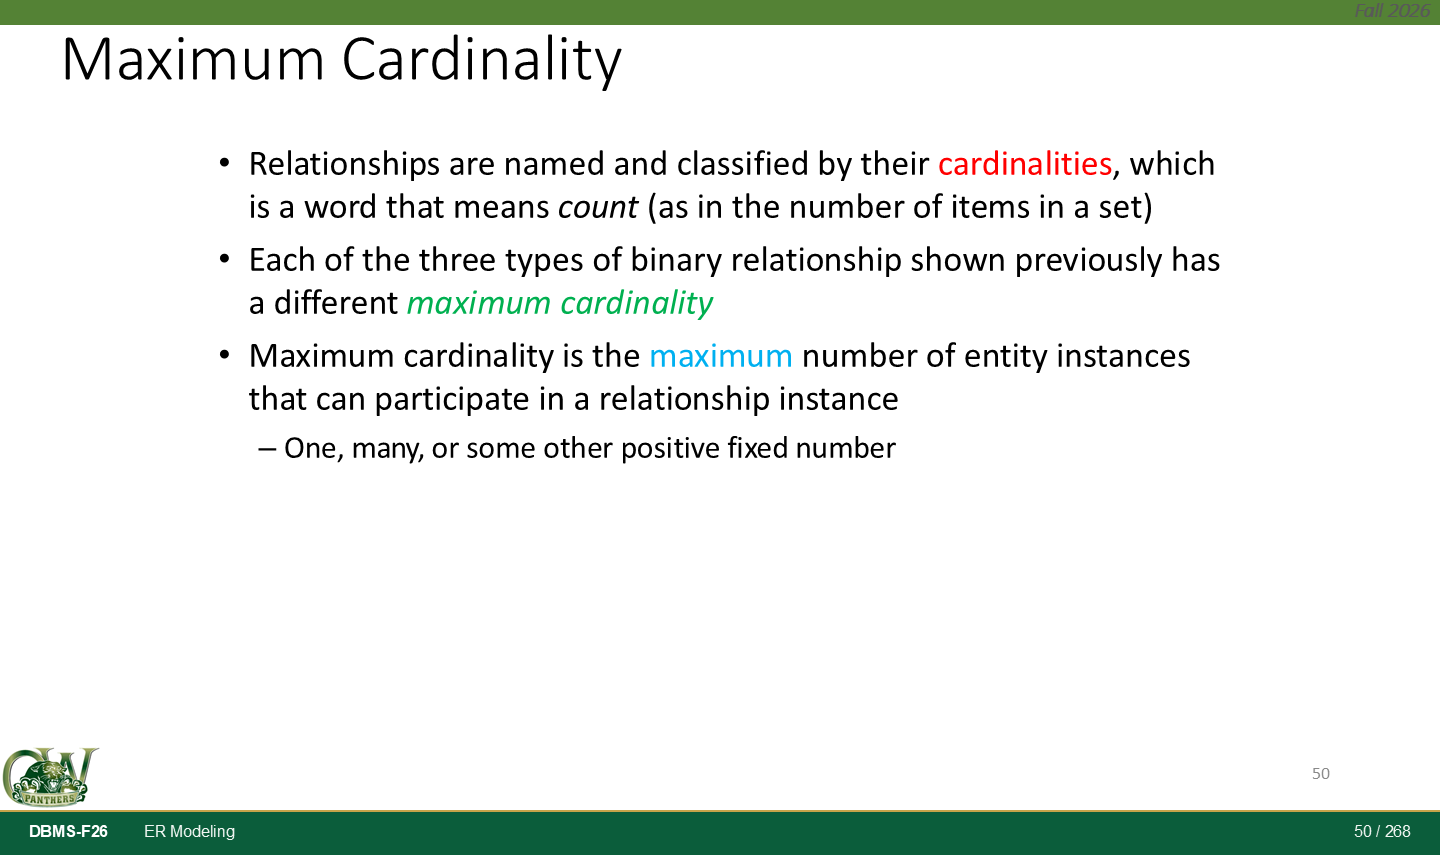 Fall 2026
Maximum Cardinality
• Relationships are named and classified by their cardinalities, which
is a word that means count (as in the number of items in a set)
• Each of the three types of binary relationship shown previously has
a different maximum cardinality
• Maximum cardinality is the maximum number of entity instances
that can participate in a relationship instance
– One, many, or some other positive fixed number
OW
PANTHERS
50
DBMS-F26 ER Modeling 50 / 268